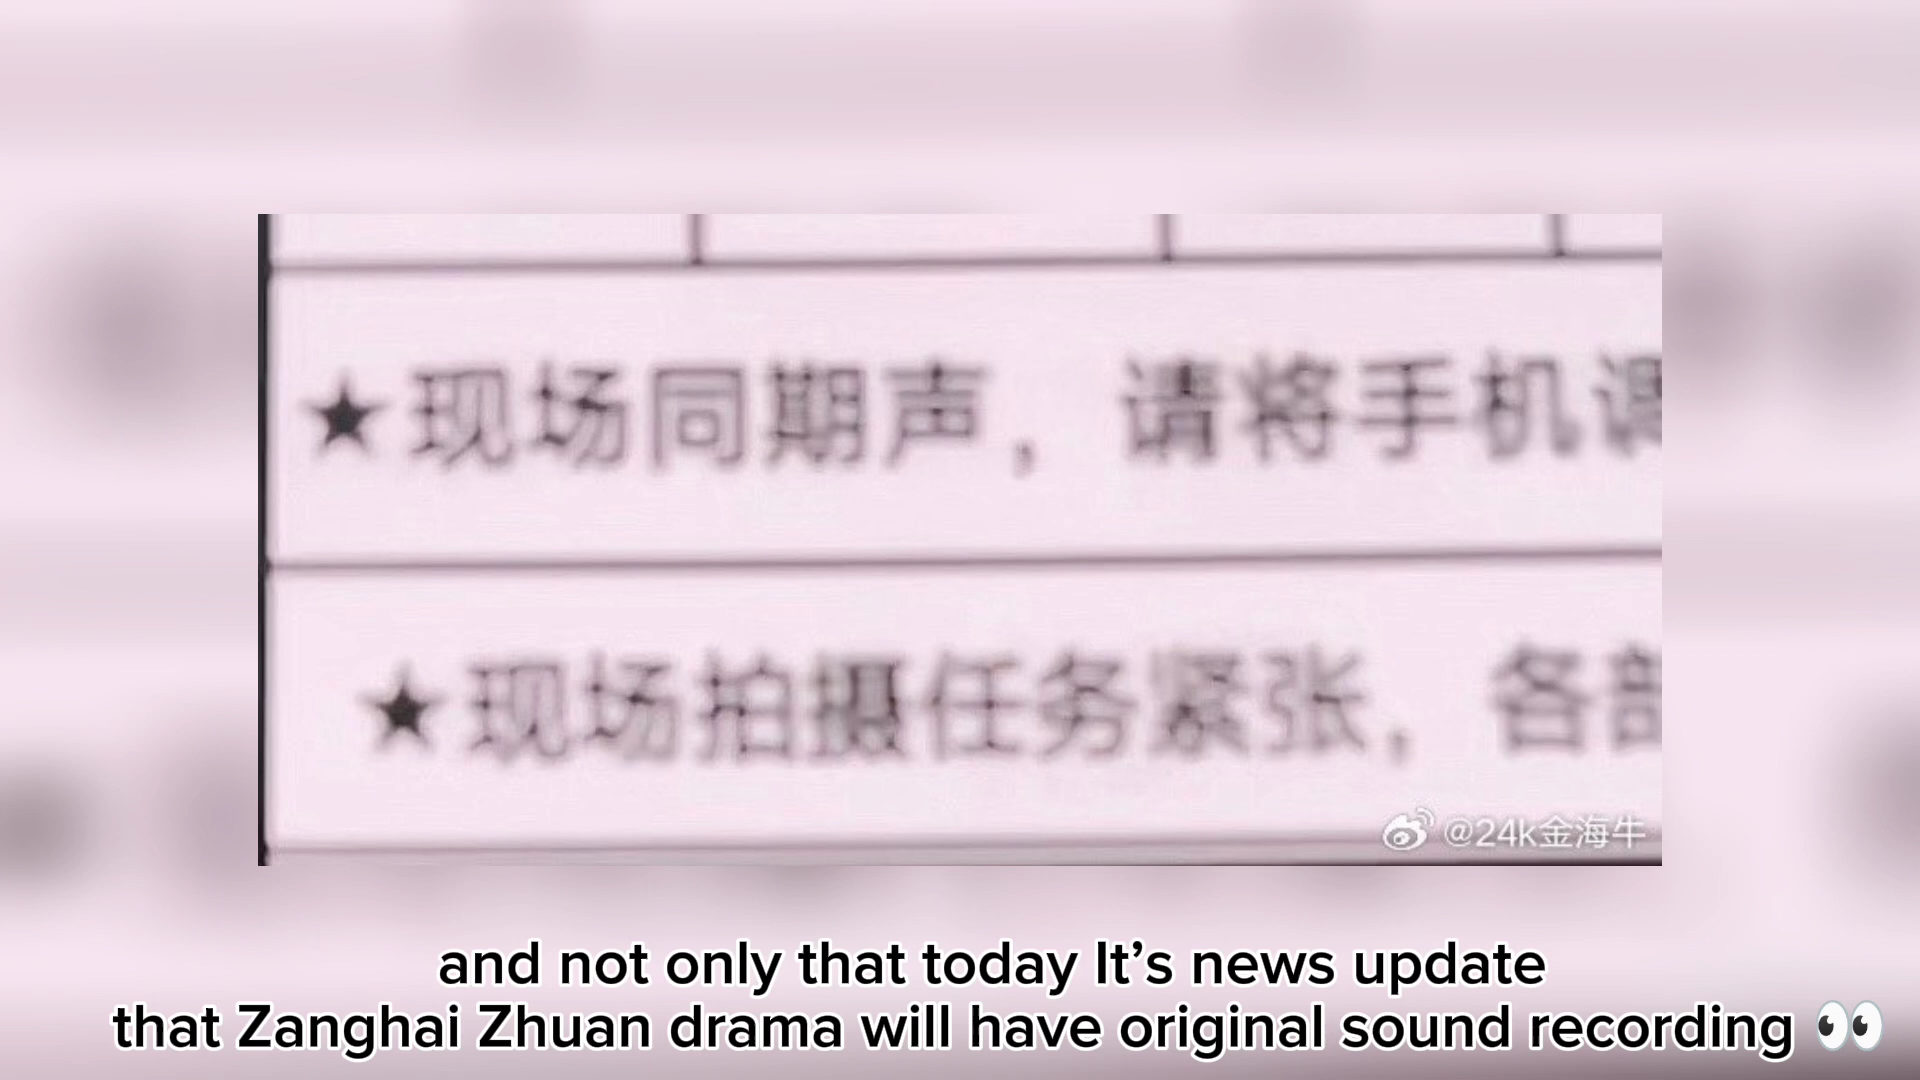 ★现场同期声，请将手机调
★现场拍摄任务紧张，各部
@24k金海牛
and not only that today It’s news update
that Zanghai Zhuan drama will have original sound recording 👀